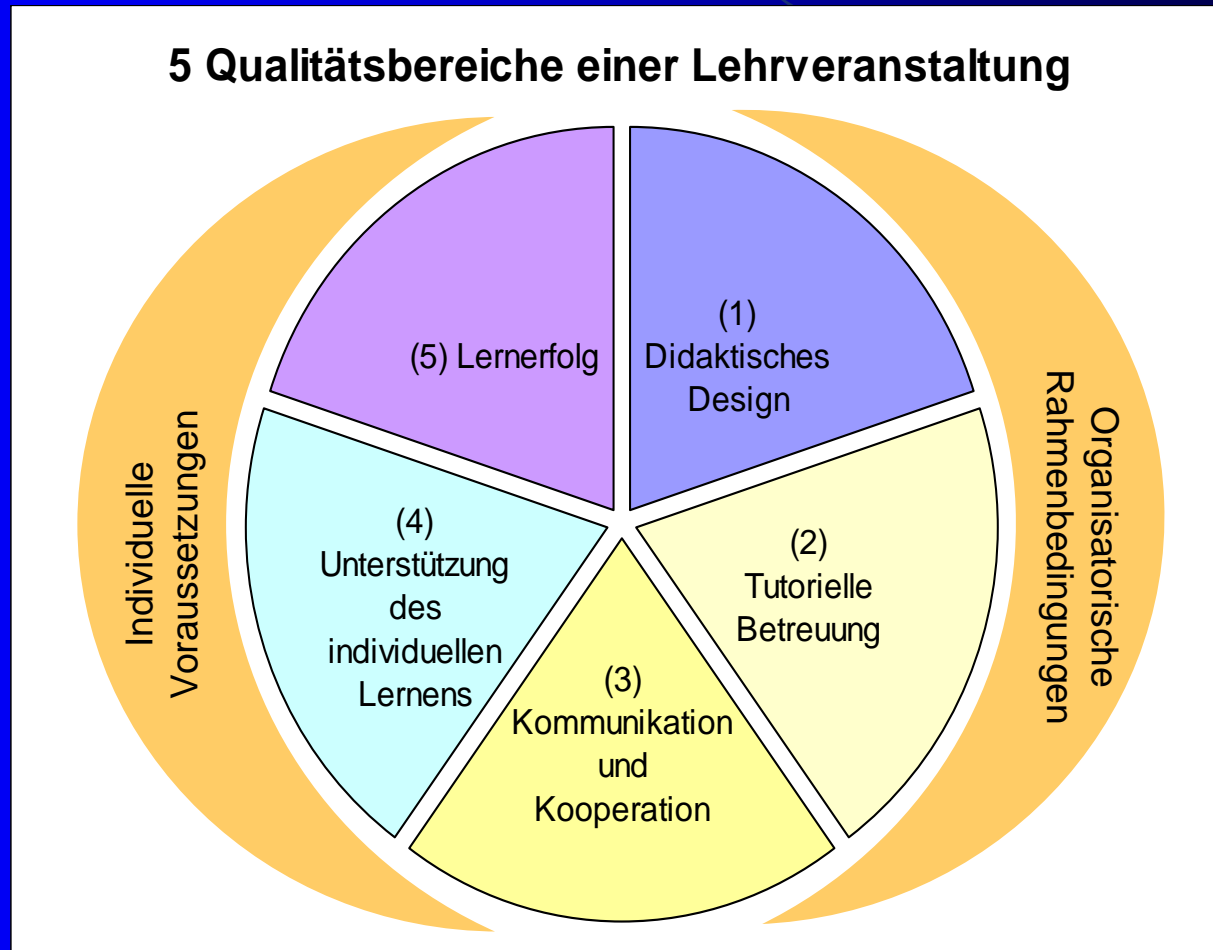 5 Qualitätsbereiche einer Lehrveranstaltung
(1)
Didaktisches
Design
(2)
Tutorielle
Betreuung
(3)
Kommunikation
und
Kooperation
(4)
Unterstützung
des
individuellen
Lernens
(5) Lernerfolg
Individuelle
Voraussetzungen
Organisatorische
Rahmenbedingungen